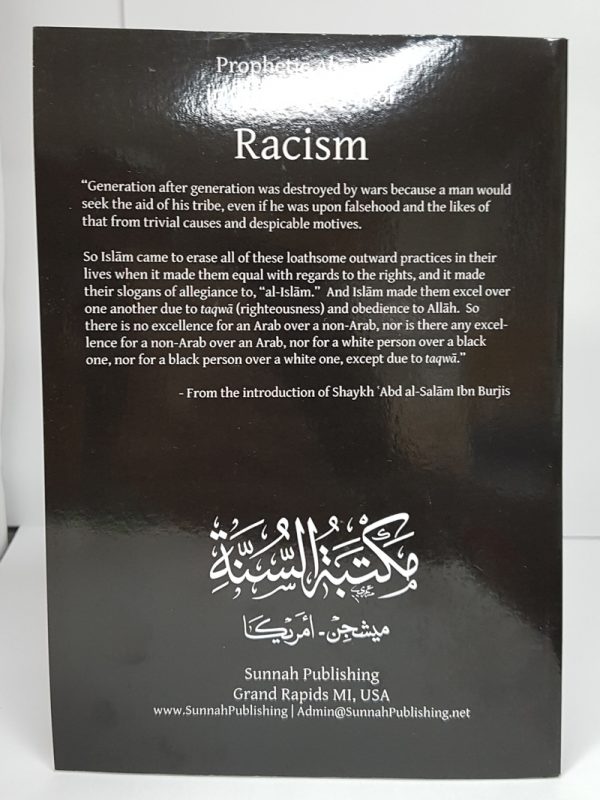 Prophetic
Racism
“Generation after generation was destroyed by wars because a man would
seek the aid of his tribe, even if he was upon falsehood and the likes of
that from trivial causes and despicable motives.
So Islām came to erase all of these loathsome outward practices in their
lives when it made them equal with regards to the rights, and it made
their slogans of allegiance to, “al-Islām.” And Islām made them excel over
one another due to taqwā (righteousness) and obedience to Allāh. So
there is no excellence for an Arab over a non-Arab, nor is there any excel-
lence for a non-Arab over an Arab, nor for a white person over a black
one, nor for a black person over a white one, except due to taqwā.”
- From the introduction of Shaykh ʿAbd al-Salām Ibn Burjis
مَكْتَبَةُ السُّنَّةِ
ميشجن - أمريكا
Sunnah Publishing
Grand Rapids MI, USA
www.SunnahPublishing | Admin@SunnahPublishing.net